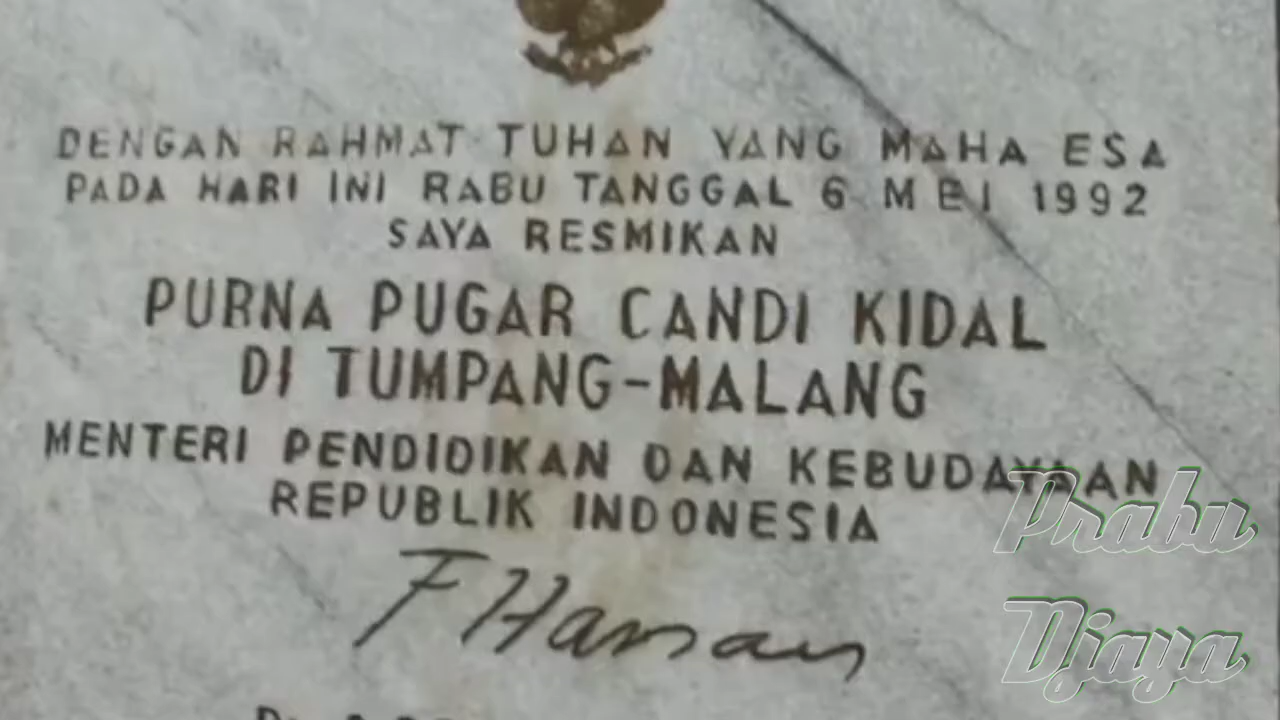 DENGAN RAHMAT TUHAN YANG MAHA ESA
PADA HARI INI RABU TANGGAL 6 MEI 1992
SAYA RESMIKAN
PURNA PUGAR CANDI KIDAL
DI TUMPANG-MALANG
MENTERI PENDIDIKAN DAN KEBUDAYAAN
REPUBLIK INDONESIA
F Hassan
Prabu
Djaya